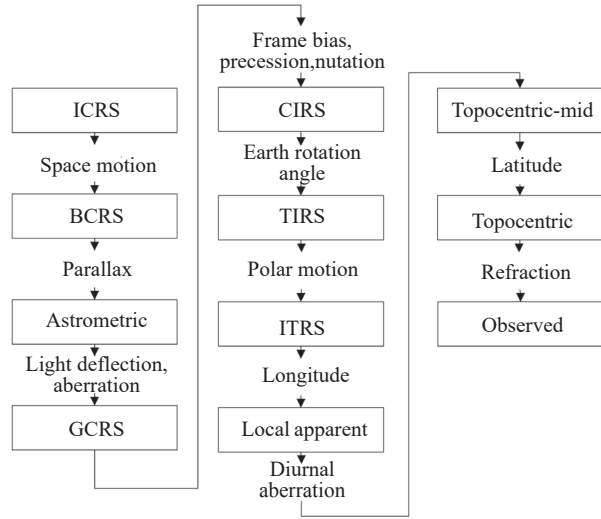 ICRS
Space motion
BCRS
Parallax
Astrometric
Light deflection,
aberration
GCRS
Frame bias,
precession,nutation
CIRS
Earth rotation
angle
TIRS
Polar motion
ITRS
Longitude
Local apparent
Diurnal
aberration
Topocentric-mid
Latitude
Topocentric
Refraction
Observed